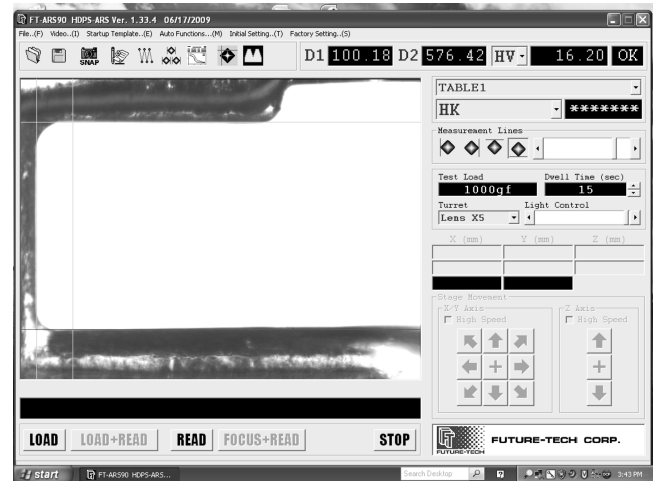 FT-ARS90 HDPS-ARS Ver. 1.33.4 06/17/2009
File..(F) Video..(I) Startup Template..(E) Auto Functions...(M) Initial Setting..(T) Factory Setting..(S)
SNAP
D1 100.18 D2 576.42 HV 16.20 OK
TABLE1
HK *******
Measurement Lines
Test Load Dwell Time (sec)
1000gf 15
Turret Light Control
Lens X5
X (mm) Y (mm) Z (mm)
Stage Movement
X/Y Axis Z Axis
High Speed High Speed
LOAD LOAD+READ READ FOCUS+READ STOP
FUTURE-TECH
FUTURE-TECH CORP.
start FT-ARS90 HDPS-ARS... Search Desktop 3:43 PM